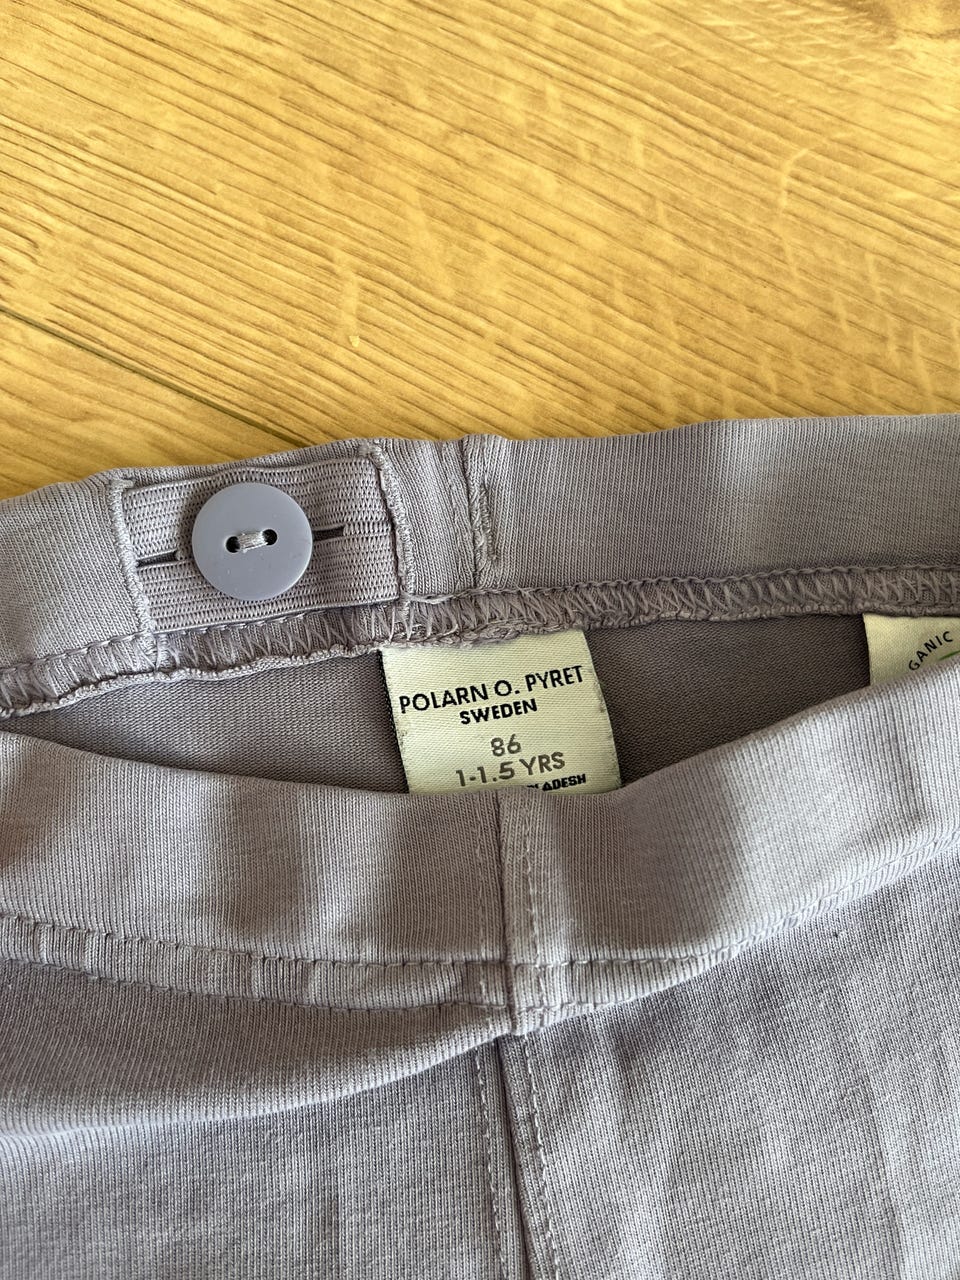 POLARN O. PYRET
SWEDEN
86
1-1.5 YRS